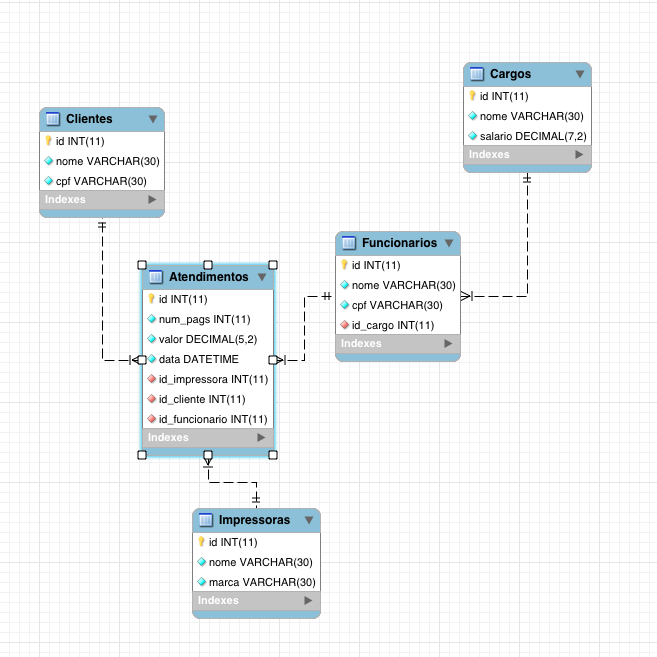 Cargos
id INT(11)
nome VARCHAR(30)
salario DECIMAL(7,2)
Indexes
Clientes
id INT(11)
nome VARCHAR(30)
cpf VARCHAR(30)
Indexes
Funcionarios
id INT(11)
nome VARCHAR(30)
cpf VARCHAR(30)
id_cargo INT(11)
Indexes
Atendimentos
id INT(11)
num_pags INT(11)
valor DECIMAL(5,2)
data DATETIME
id_impressora INT(11)
id_cliente INT(11)
id_funcionario INT(11)
Indexes
Impressoras
id INT(11)
nome VARCHAR(30)
marca VARCHAR(30)
Indexes